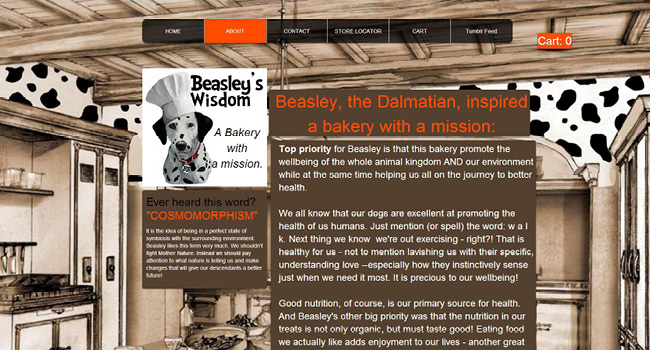 HOME
ABOUT
CONTACT
STORE LOCATOR
CART
Tumblr Feed
Cart: 0
Beasley's
Wisdom
A Bakery
with
a mission.
Ever heard this word?
"COSMOMORPHISM"
It is the idea of being in a perfect state of
symbiosis with the surrounding environment.
Beasley likes this term very much. We shouldn't
fight Mother Nature. Instead we should pay
attention to what nature is telling us and make
changes that will give our descendants a better
future!
Beasley, the Dalmatian, inspired
a bakery with a mission:
Top priority for Beasley is that this bakery promote the
wellbeing of the whole animal kingdom AND our environment
while at the same time helping us all on the journey to better
health.
We all know that our dogs are excellent at promoting the
health of us humans. Just mention (or spell) the word: w a l
k. Next thing we know we're out exercising - right?! That is
healthy for us - not to mention lavishing us with their specific,
understanding love --especially how they instinctively sense
just when we need it most. It is precious to our wellbeing!
Good nutrition, of course, is our primary source for health.
And Beasley's other big priority was that the nutrition in our
treats is not only organic, but must taste good! Eating food
we actually like adds enjoyment to our lives - another great